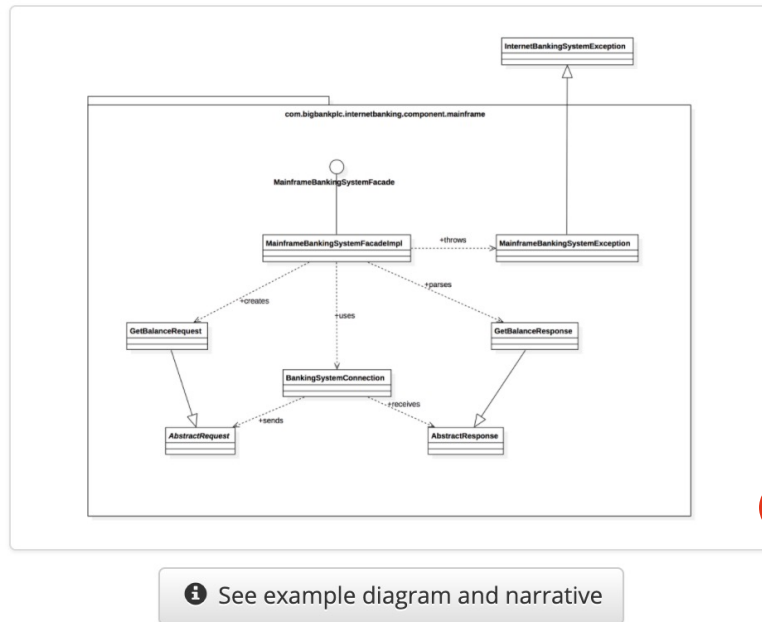 InternetBankingSystemException
com.bigbankplc.internetbanking.component.mainframe
MainframeBankingSystemFacade
MainframeBankingSystemFacadeImpl
+throws
MainframeBankingSystemException
+creates
+uses
+parses
GetBalanceRequest
GetBalanceResponse
BankingSystemConnection
+sends
+receives
AbstractRequest
AbstractResponse
See example diagram and narrative